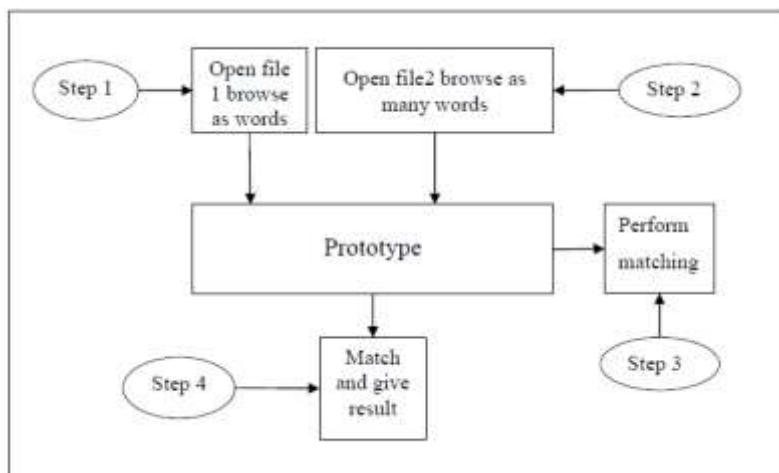 Step 1
Open file
1 browse
as words
Open file2 browse as
many words
Step 2
Prototype
Perform
matching
Match
and give
result
Step 4
Step 3